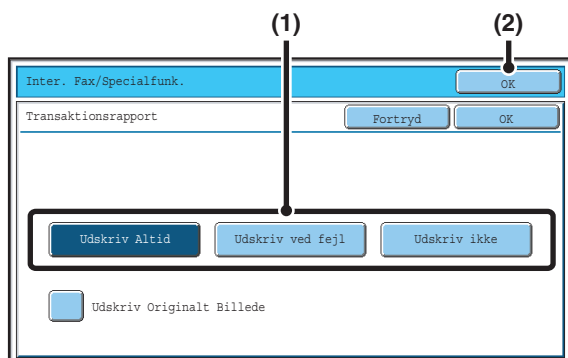 (1) (2)
Inter. Fax/Specialfunk. OK
Transaktionsrapport Fortryd OK
Udskriv Altid Udskriv ved fejl Udskriv ikke
Udskriv Originalt Billede